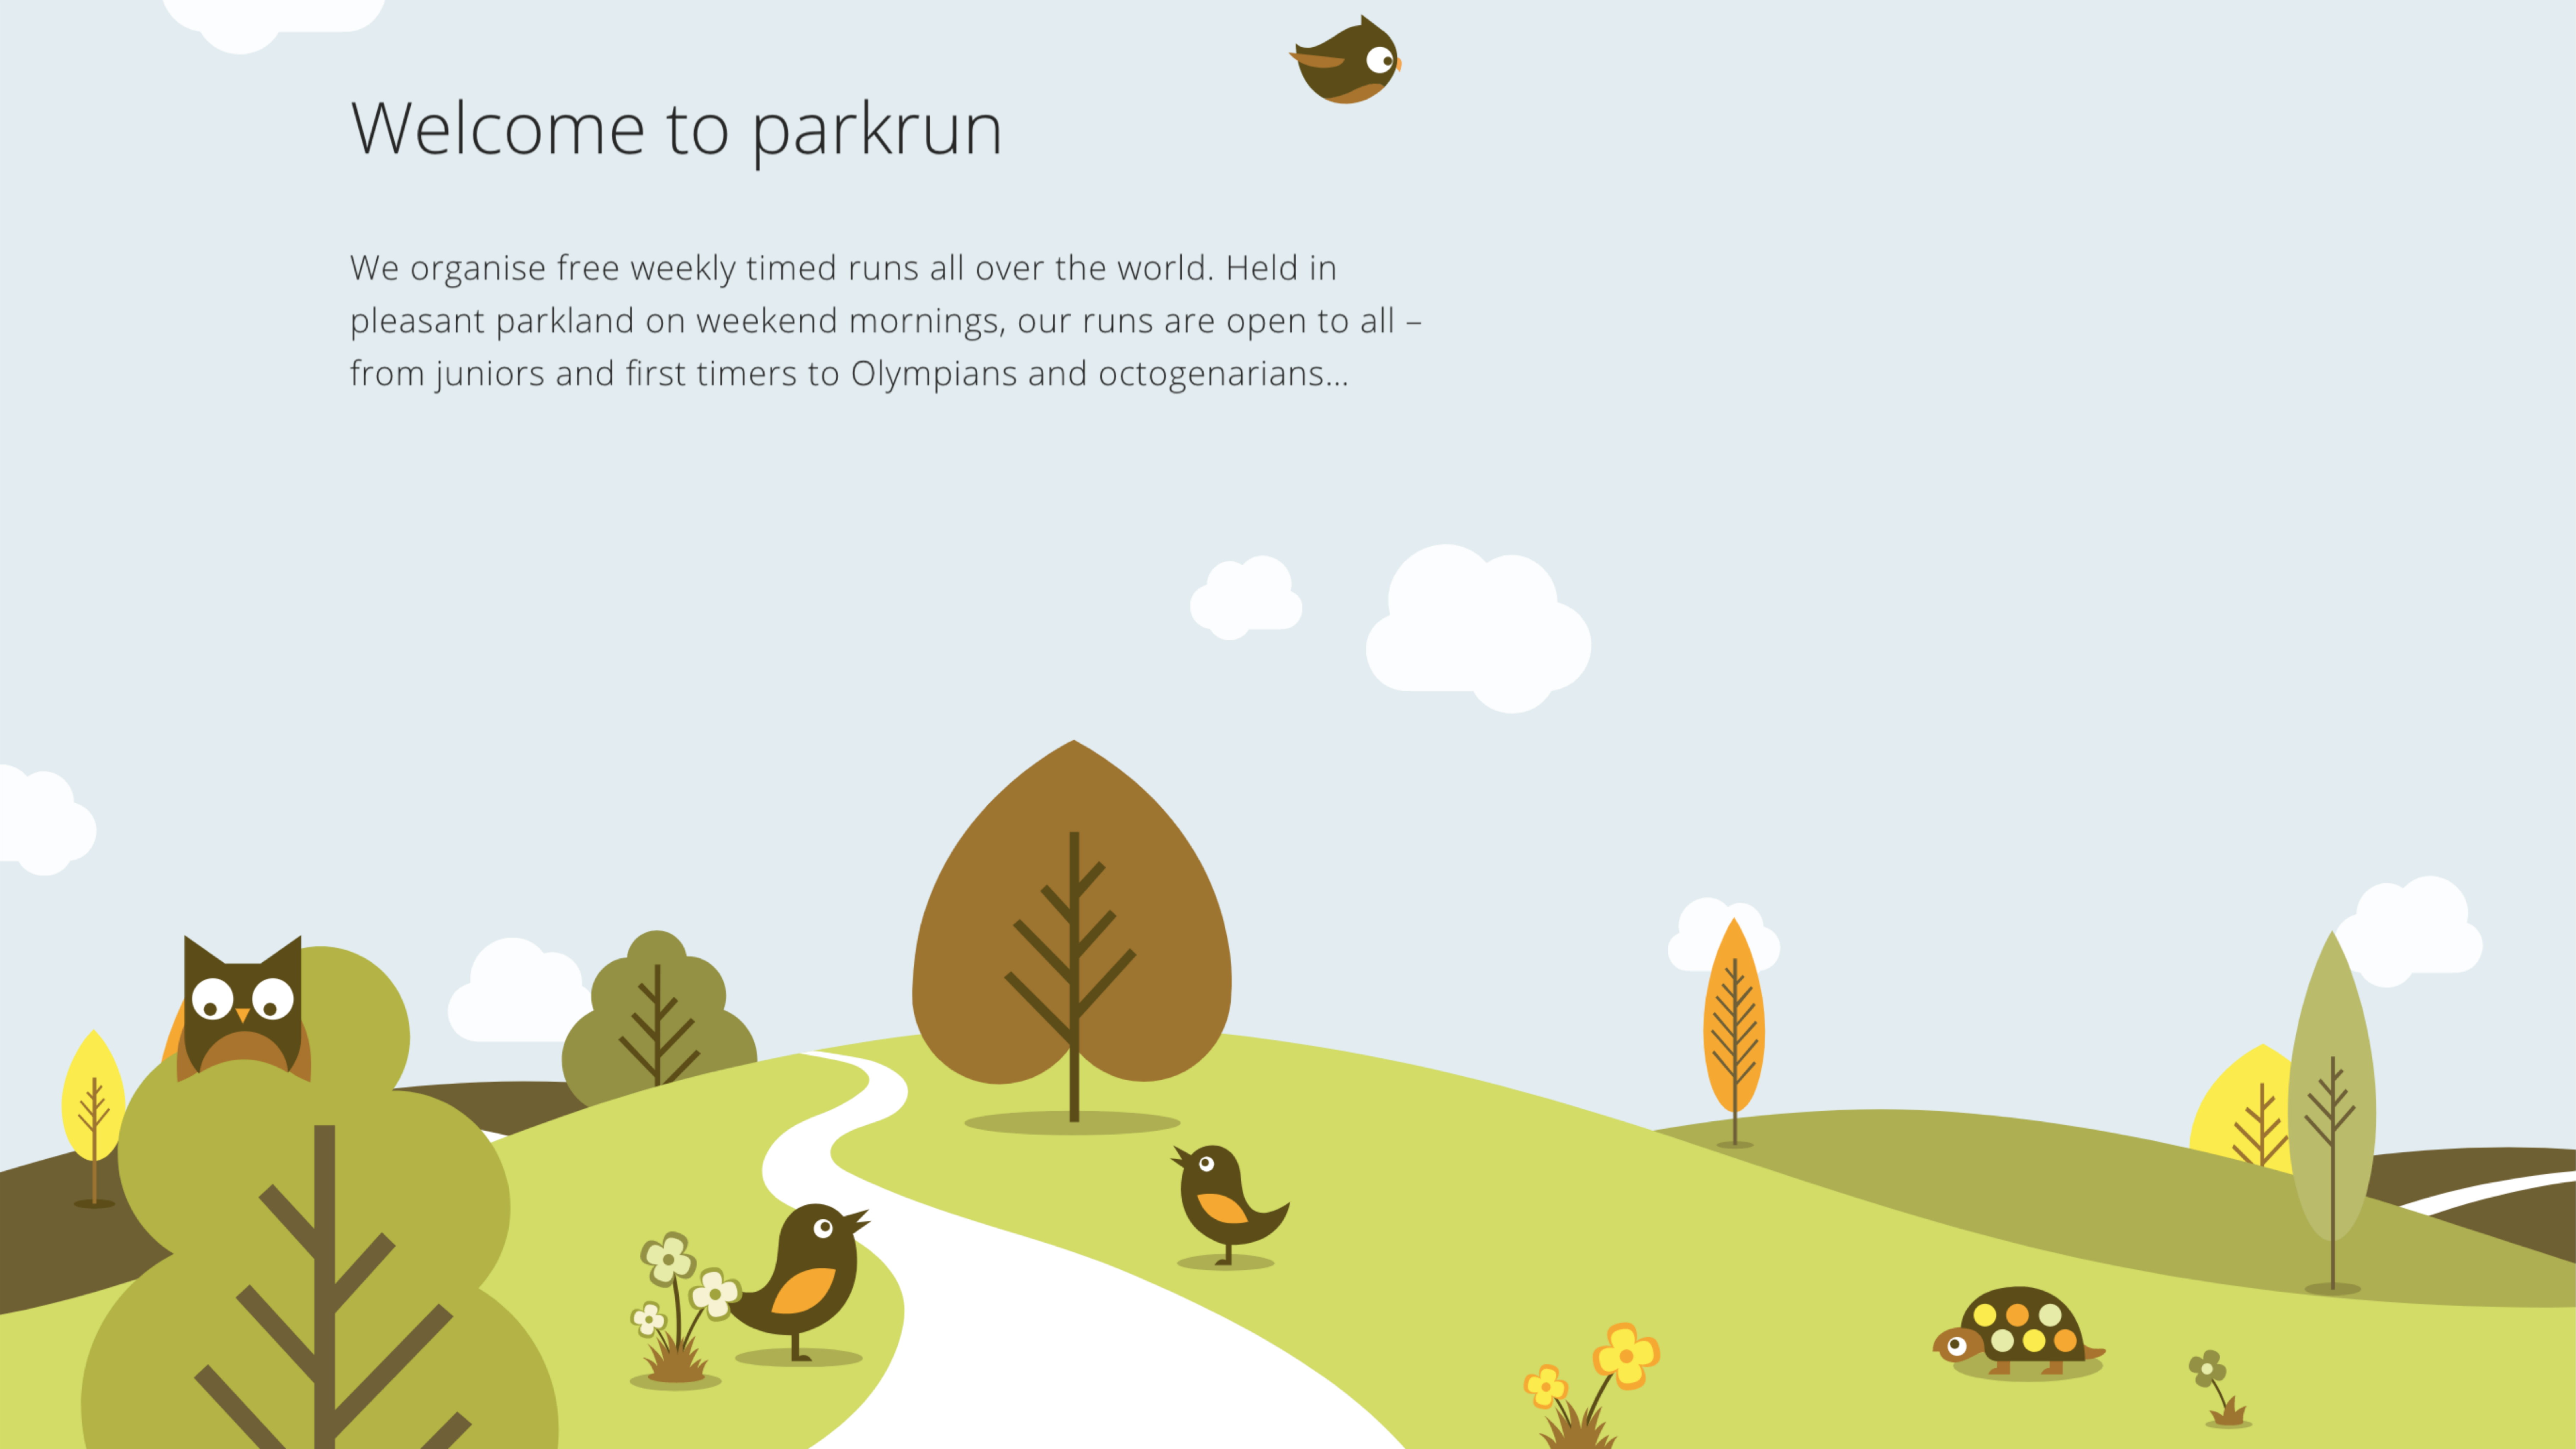 Welcome to parkrun
We organise free weekly timed runs all over the world. Held in
pleasant parkland on weekend mornings, our runs are open to all –
from juniors and first timers to Olympians and octogenarians...